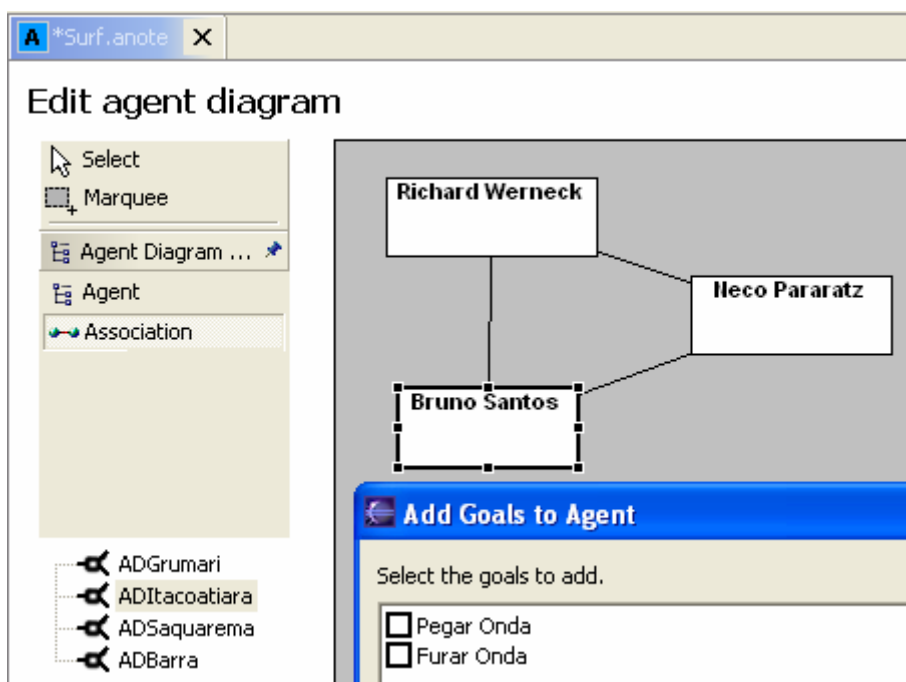 A *Surf.anote X
Edit agent diagram
Select
Marquee
Agent Diagram ...
Agent
Association
Richard Werneck
Neco Pararatz
Bruno Santos
ADGrumari
ADItacoatiara
ADSaquarema
ADBarra
Add Goals to Agent
Select the goals to add.
Pegar Onda
Furar Onda